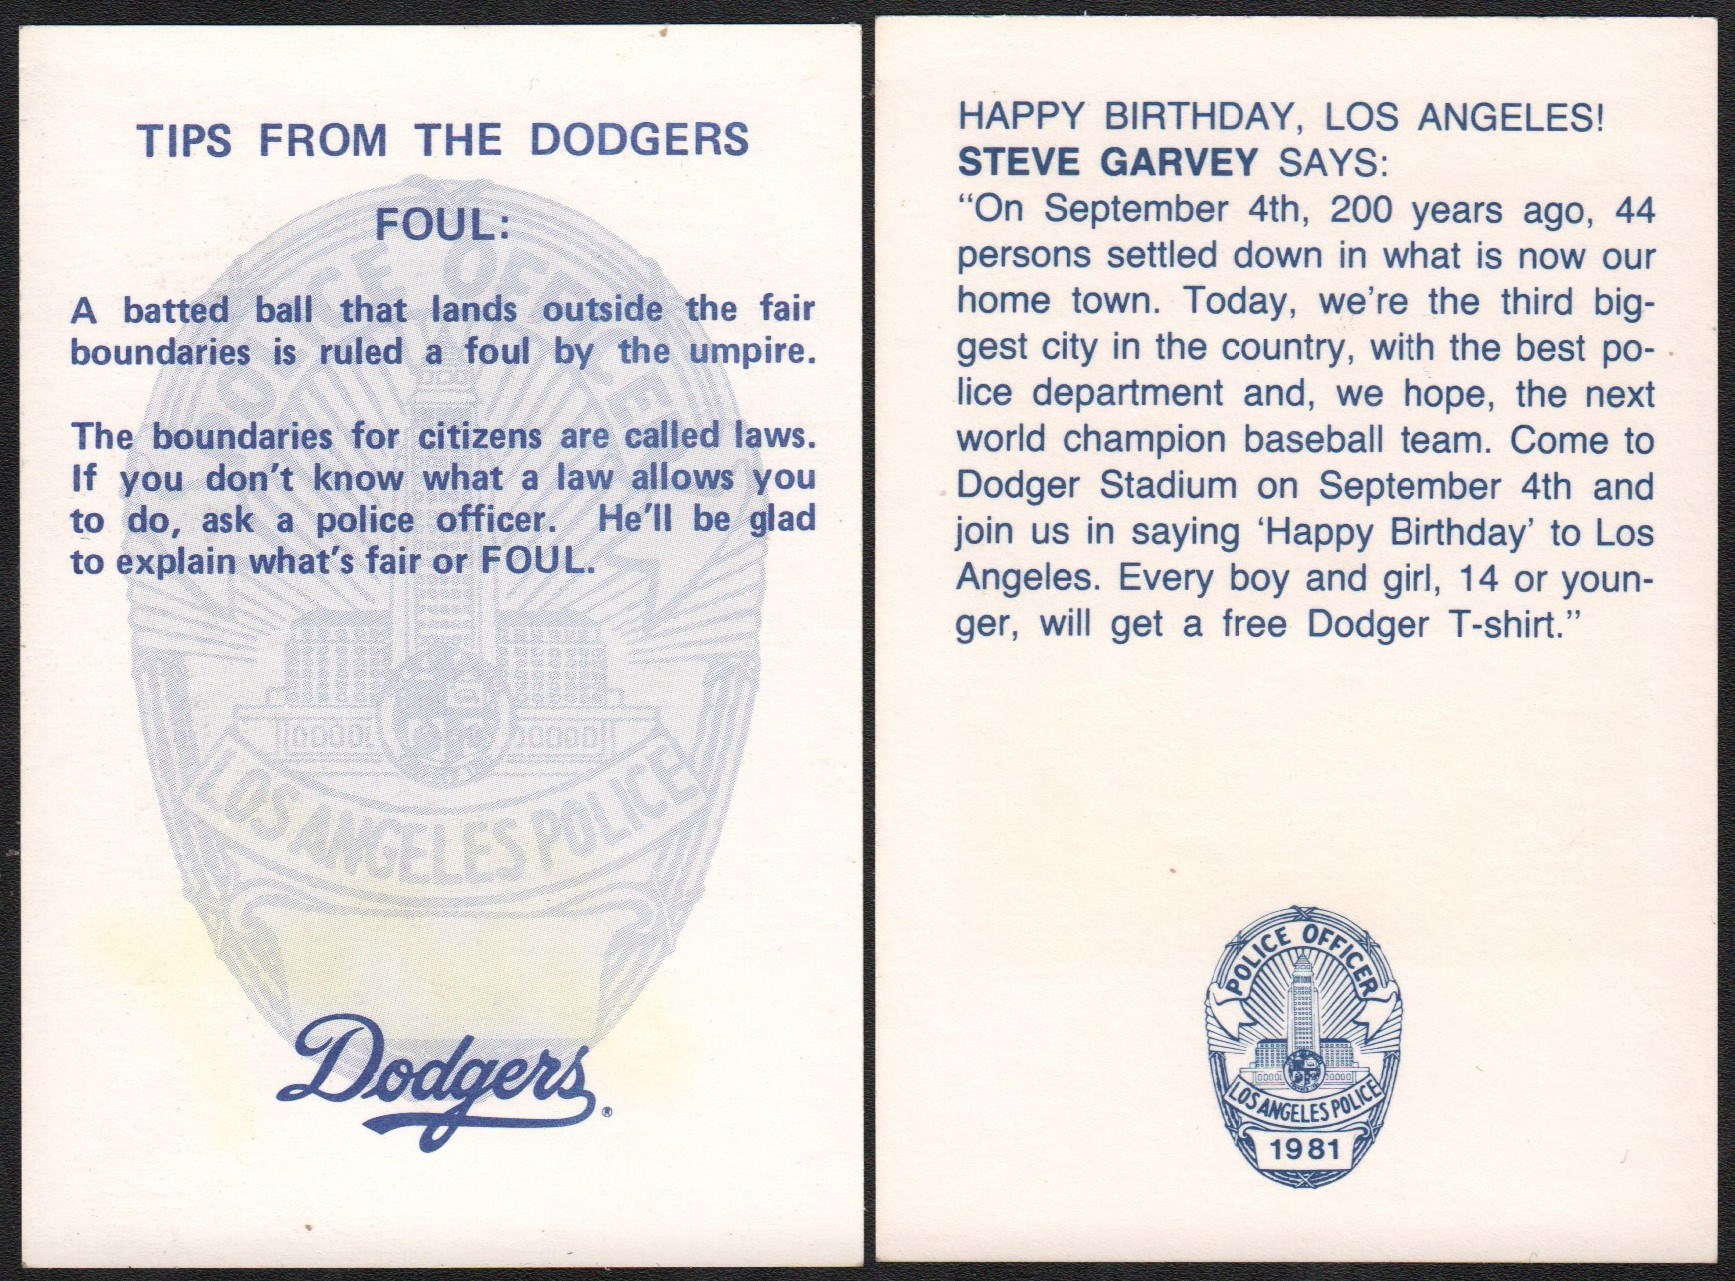 TIPS FROM THE DODGERS
FOUL:
A batted ball that lands outside the fair
boundaries is ruled a foul by the umpire.
The boundaries for citizens are called laws.
If you don't know what a law allows you
to do, ask a police officer. He'll be glad
to explain what's fair or FOUL.
POLICE OFFICER
LOS ANGELES POLICE
Dodgers®
HAPPY BIRTHDAY, LOS ANGELES!
STEVE GARVEY SAYS:
“On September 4th, 200 years ago, 44
persons settled down in what is now our
home town. Today, we're the third big-
gest city in the country, with the best po-
lice department and, we hope, the next
world champion baseball team. Come to
Dodger Stadium on September 4th and
join us in saying ‘Happy Birthday’ to Los
Angeles. Every boy and girl, 14 or youn-
ger, will get a free Dodger T-shirt.”
POLICE OFFICER
LOS ANGELES POLICE
1981